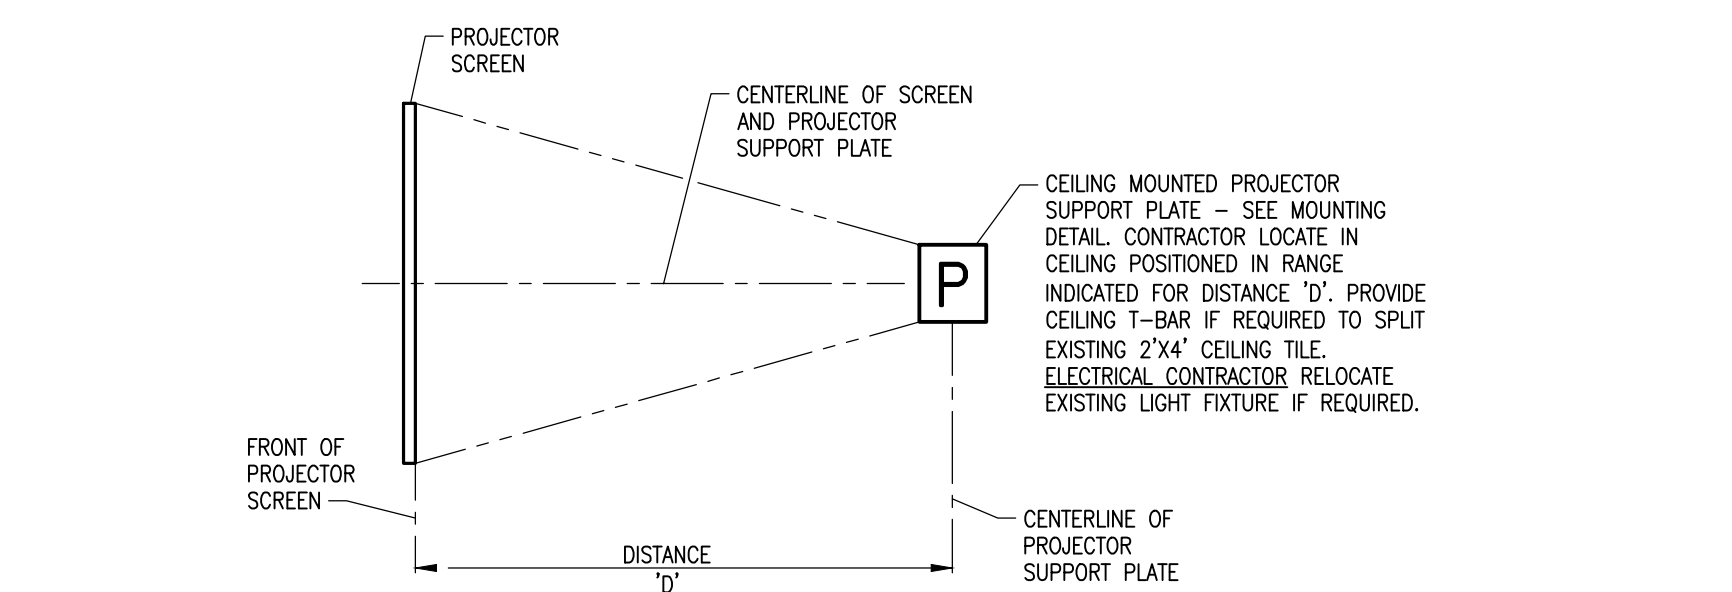 PROJECTOR
SCREEN
CENTERLINE OF SCREEN
AND PROJECTOR
SUPPORT PLATE
CEILING MOUNTED PROJECTOR
SUPPORT PLATE – SEE MOUNTING
DETAIL. CONTRACTOR LOCATE IN
CEILING POSITIONED IN RANGE
INDICATED FOR DISTANCE 'D'. PROVIDE
CEILING T–BAR IF REQUIRED TO SPLIT
EXISTING 2'X4' CEILING TILE.
ELECTRICAL CONTRACTOR RELOCATE
EXISTING LIGHT FIXTURE IF REQUIRED.
P
FRONT OF
PROJECTOR
SCREEN
CENTERLINE OF
PROJECTOR
SUPPORT PLATE
DISTANCE
'D'